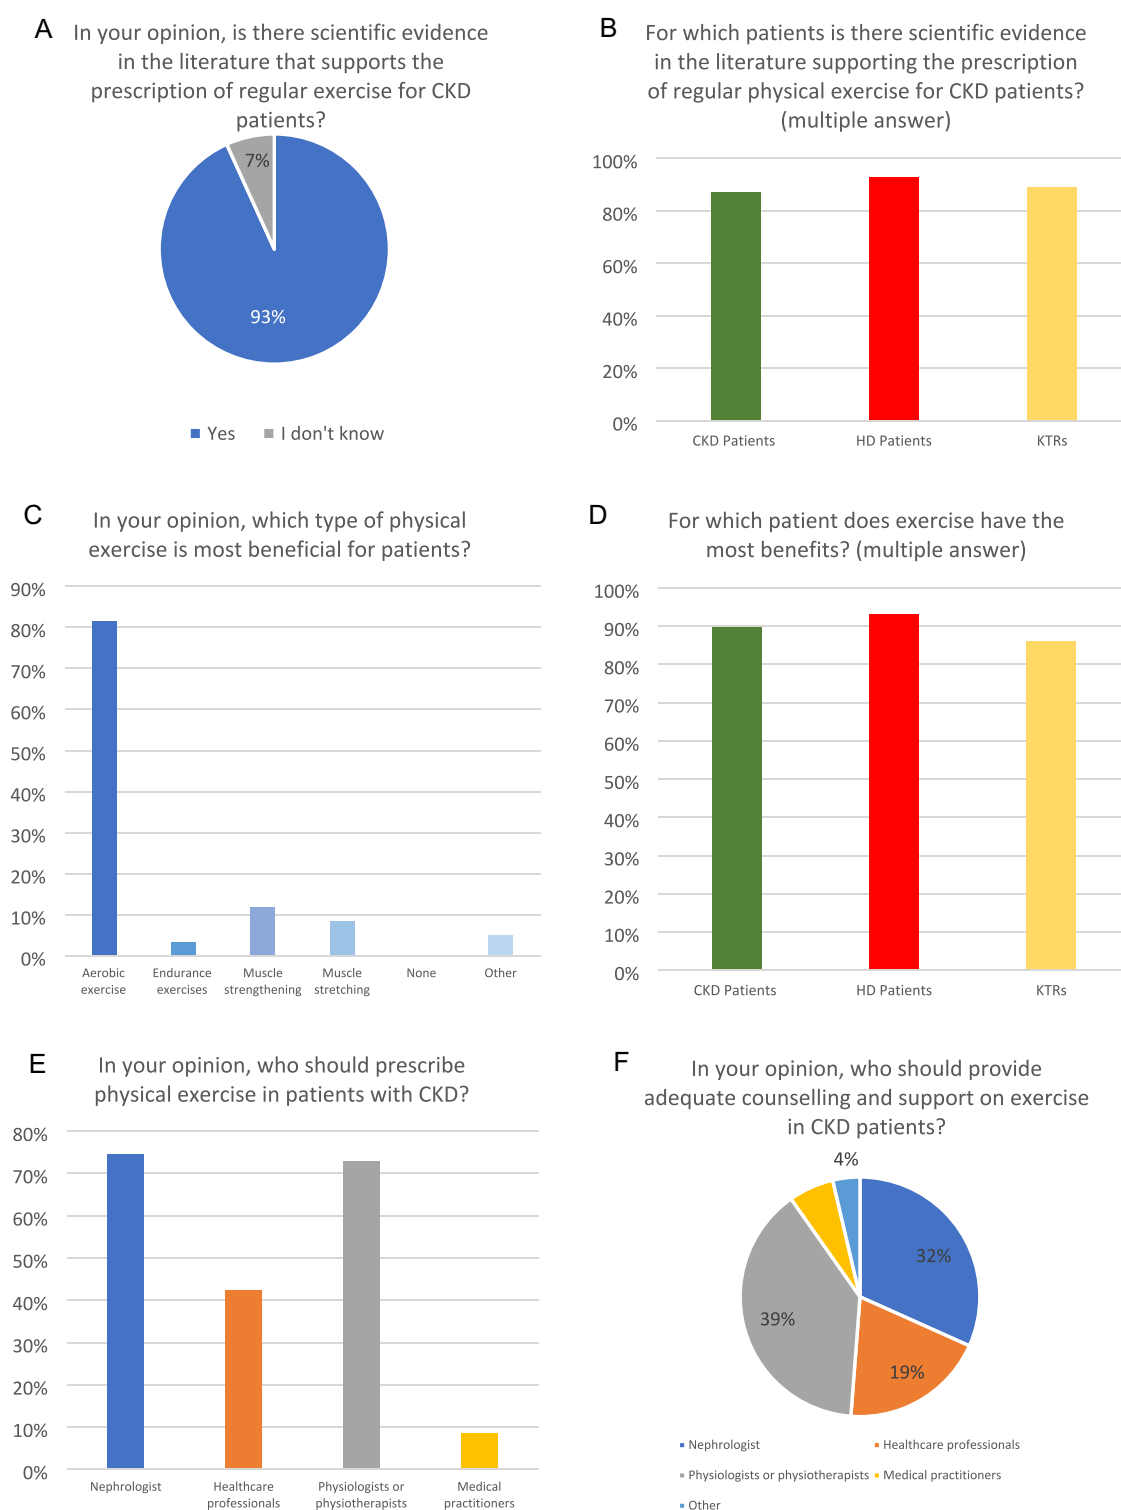 A
In your opinion, is there scientific evidence
in the literature that supports the
prescription of regular exercise for CKD
patients?
7%
93%
Yes
I don't know
B
For which patients is there scientific evidence
in the literature supporting the prescription
of regular physical exercise for CKD patients?
(multiple answer)
100%
80%
60%
40%
20%
0%
CKD Patients
HD Patients
KTRs
C
In your opinion, which type of physical
exercise is most beneficial for patients?
90%
80%
70%
60%
50%
40%
30%
20%
10%
0%
Aerobic
exercise
Endurance
exercises
Muscle
strengthening
Muscle
stretching
None
Other
D
For which patient does exercise have the
most benefits? (multiple answer)
100%
90%
80%
70%
60%
50%
40%
30%
20%
10%
0%
CKD Patients
HD Patients
KTRs
E
In your opinion, who should prescribe
physical exercise in patients with CKD?
80%
70%
60%
50%
40%
30%
20%
10%
0%
Nephrologist
Healthcare
professionals
Physiologists or
physiotherapists
Medical
practitioners
F
In your opinion, who should provide
adequate counselling and support on exercise
in CKD patients?
4%
32%
39%
19%
Nephrologist
Healthcare professionals
Physiologists or physiotherapists
Medical practitioners
Other